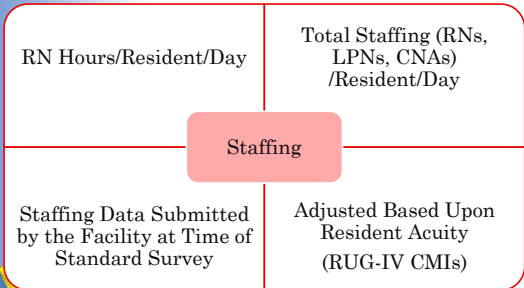 RN Hours/Resident/Day
Total Staffing (RNs,
LPNs, CNAs)
/Resident/Day
Staffing
Staffing Data Submitted
by the Facility at Time of
Standard Survey
Adjusted Based Upon
Resident Acuity
(RUG-IV CMIs)